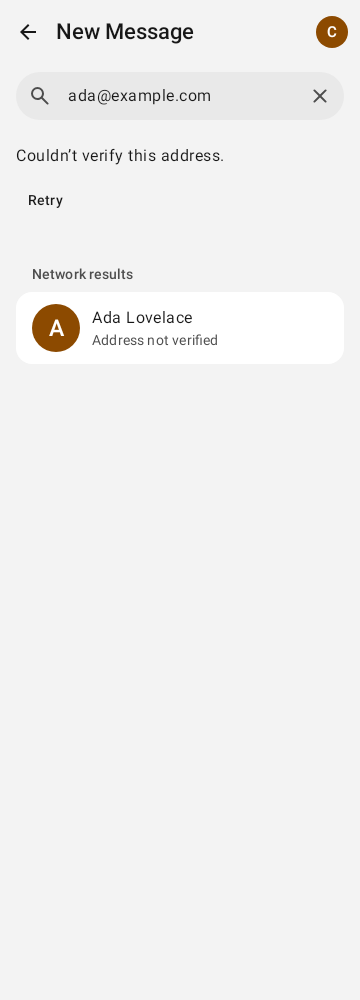 New Message
C
ada@example.com
Couldn’t verify this address.
Retry
Network results
A
Ada Lovelace
Address not verified